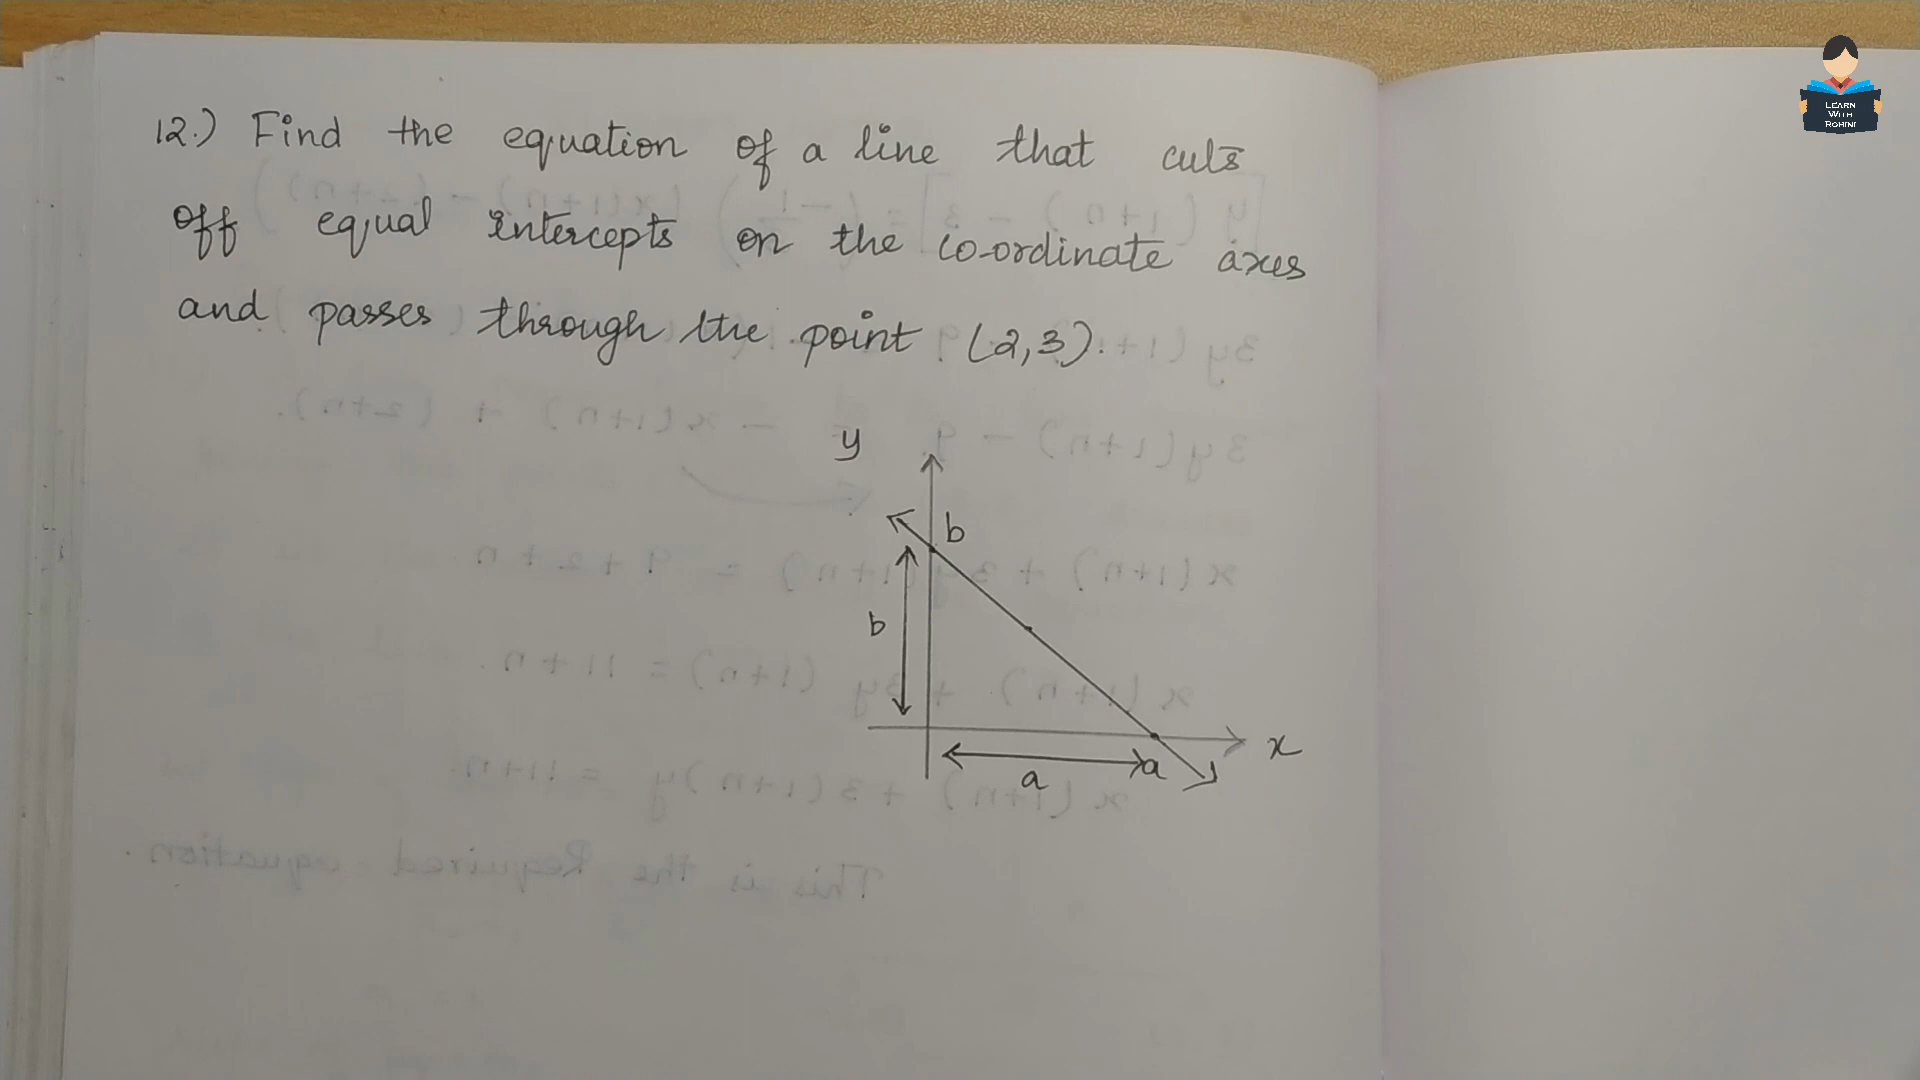 12.) Find the equation of a line that cuts
off equal intercepts on the co-ordinate axes
and passes through the point (2,3).
y
b
b
x
a
a
LEARN
WITH
ROHINI